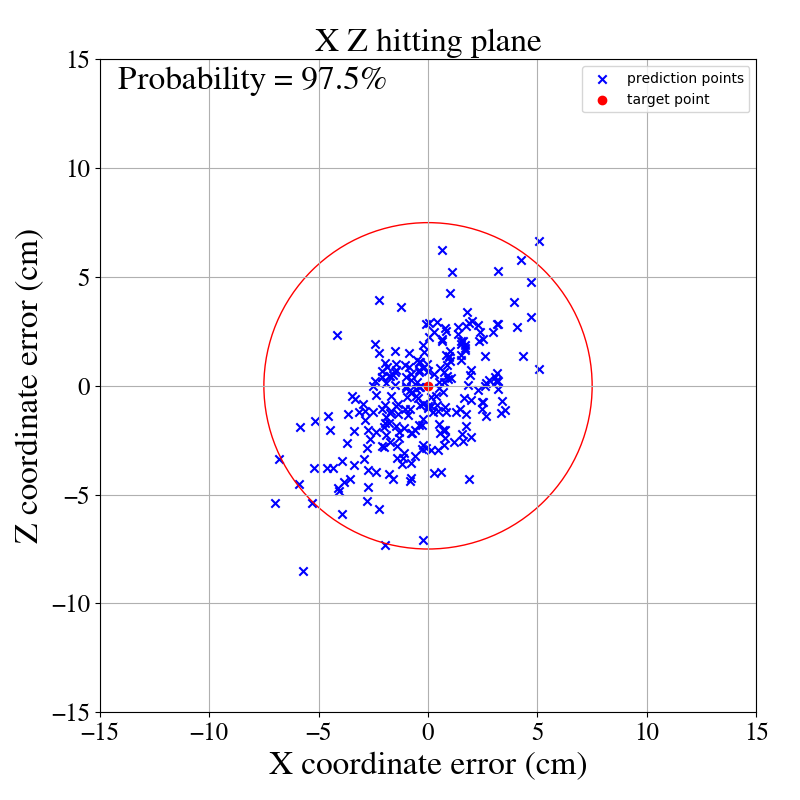 X Z hitting plane
Probability = 97.5%
prediction points
target point
Z coordinate error (cm)
15
10
5
0
−5
−10
−15
−15
−10
−5
0
5
10
15
X coordinate error (cm)